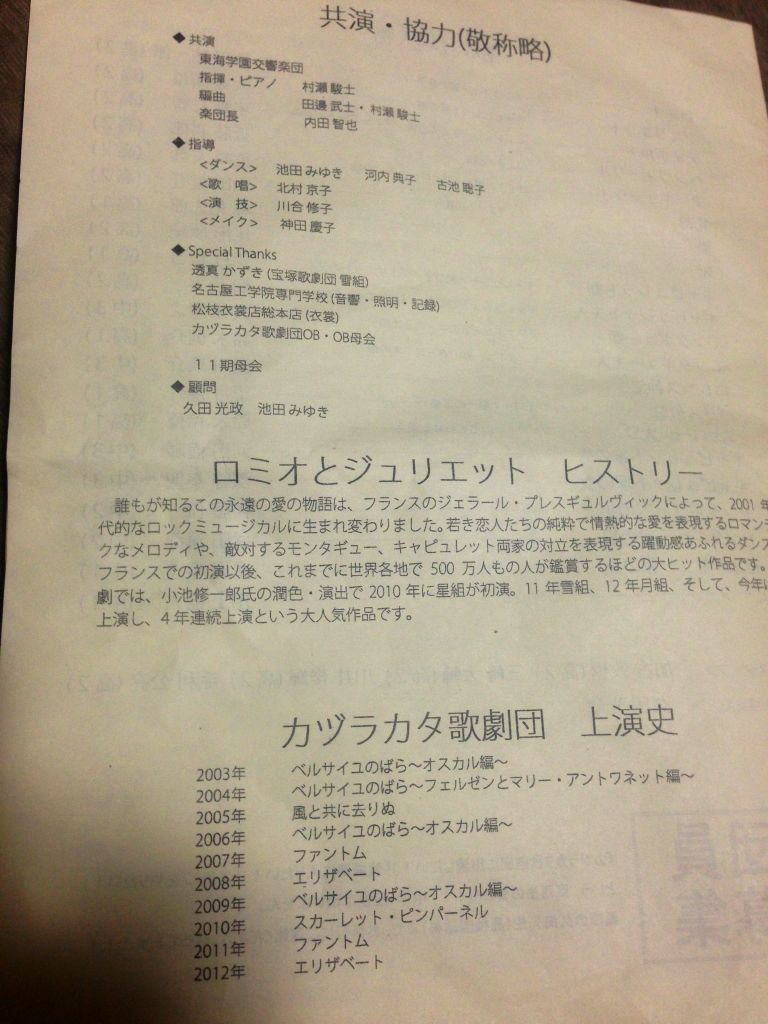 共演・協力(敬称略)
◆共演
東海学園交響楽団
指揮・ピアノ 村瀬 駿士
編曲 田邊 武士・村瀬 駿士
楽団長 内田 智也
◆指導
<ダンス> 池田 みゆき 河内 典子 古池 聡子
<歌 唱> 北村 京子
<演 技> 川合 修子
<メイク> 神田 慶子
◆Special Thanks
透真 かずき (宝塚歌劇団 雪組)
名古屋工学院専門学校 (音響・照明・記録)
松枝衣裳店総本店 (衣裳)
カヅラカタ歌劇団OB・OB母会
11期母会
◆顧問
久田 光政 池田 みゆき
ロミオとジュリエット ヒストリー
誰もが知るこの永遠の愛の物語は、フランスのジェラール・プレスギュルヴィックによって、2001 年
代的なロックミュージカルに生まれ変わりました。若き恋人たちの純粋で情熱的な愛を表現するロマンチ
クなメロディや、敵対するモンタギュー、キャピュレット両家の対立を表現する躍動感あふれるダンス
フランスでの初演以後、これまでに世界各地で 500 万人もの人が鑑賞するほどの大ヒット作品です。
劇では、小池修一郎氏の潤色・演出で 2010 年に星組が初演。11 年雪組、12 年月組、そして、今年
上演し、4 年連続上演という大人気作品です。
カヅラカタ歌劇団 上演史
2003年 ベルサイユのばら～オスカル編～
2004年 ベルサイユのばら～フェルゼンとマリー・アントワネット編～
2005年 風と共に去りぬ
2006年 ベルサイユのばら～オスカル編～
2007年 ファントム
2008年 エリザベート
2009年 ベルサイユのばら～オスカル編～
2010年 スカーレット・ピンパーネル
2011年 ファントム
2012年 エリザベート